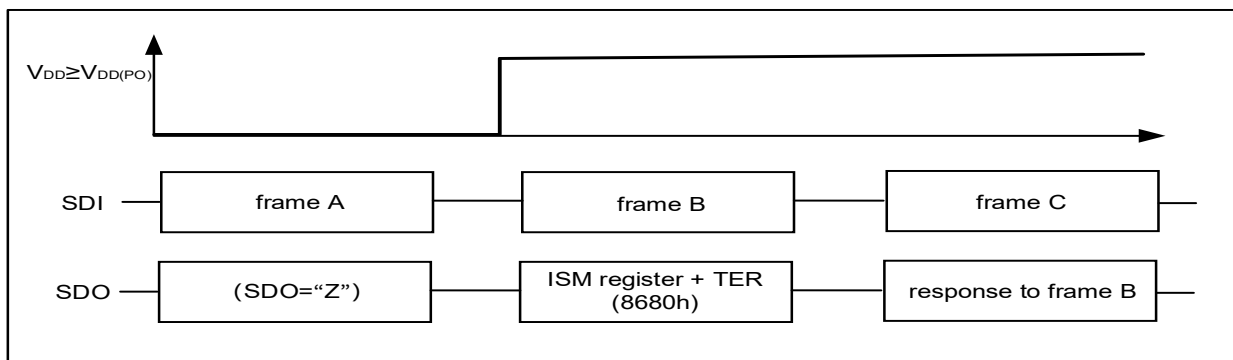 VDD≥VDD(PO)
SDI
frame A
frame B
frame C
SDO
(SDO="Z")
ISM register + TER
(8680h)
response to frame B